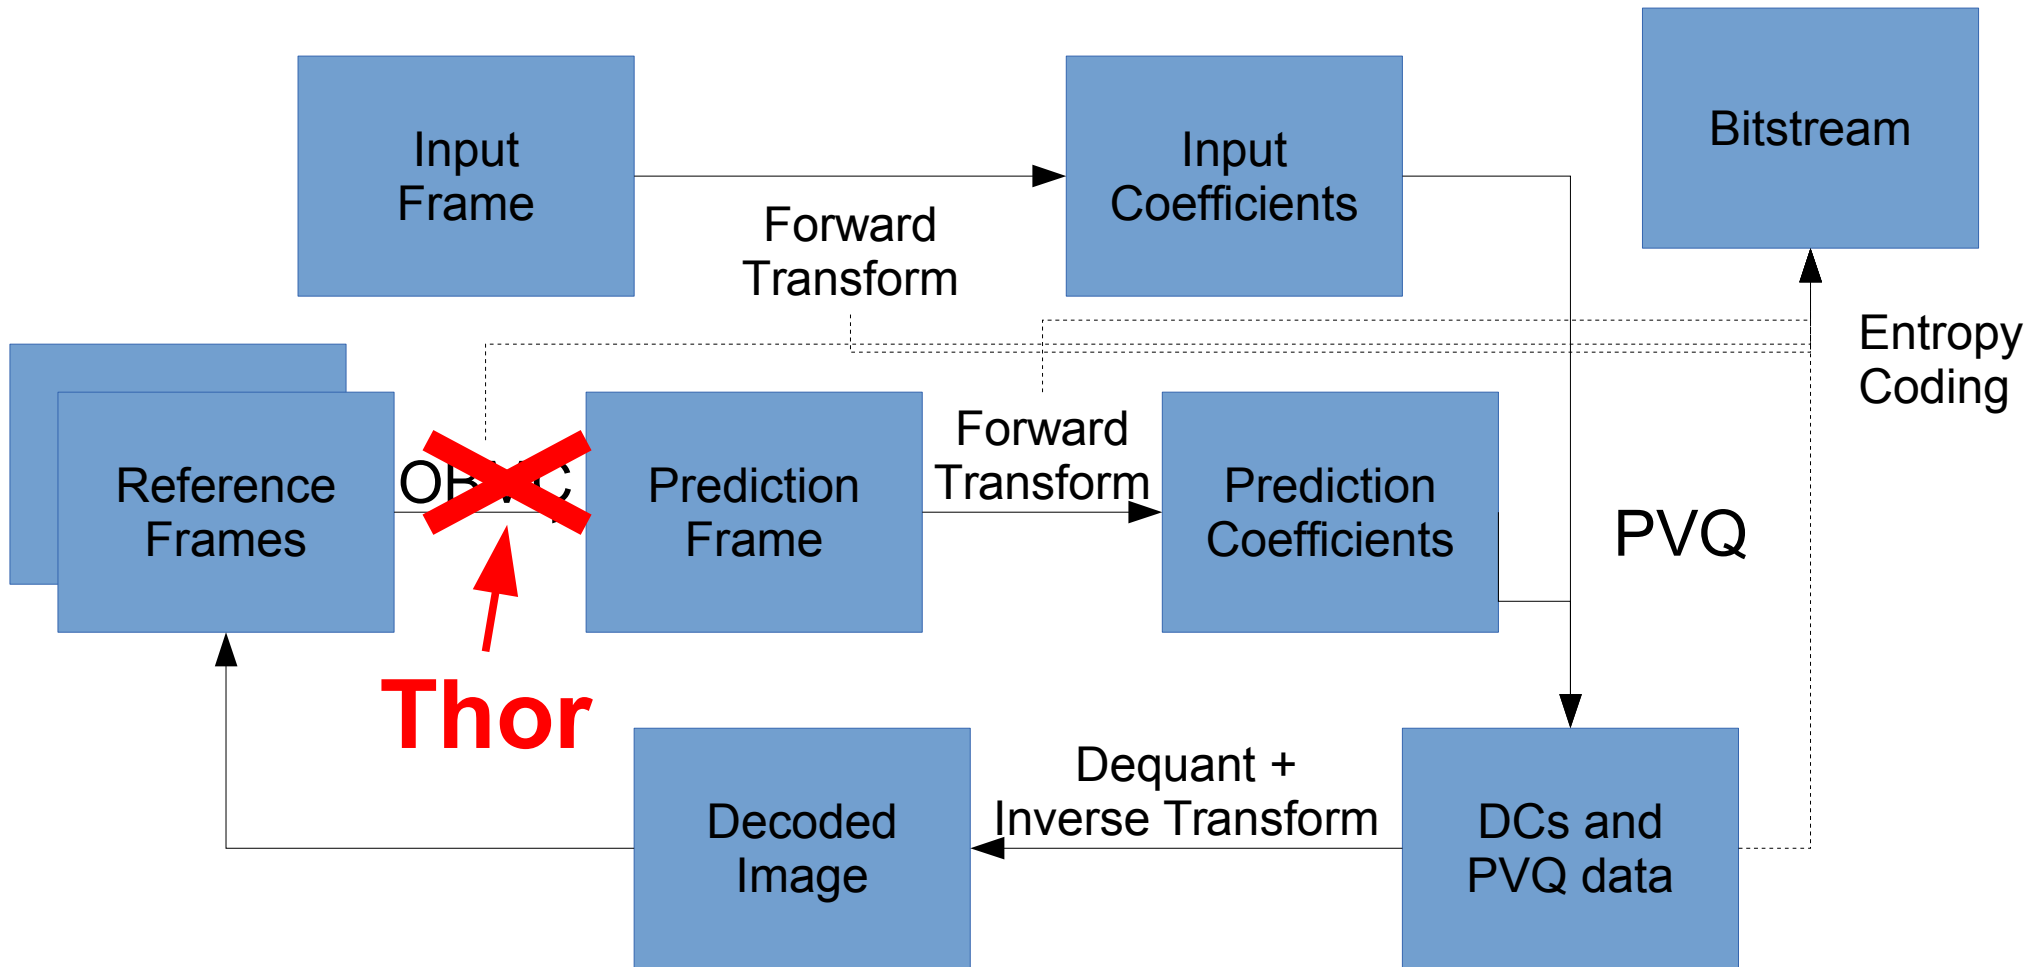 Input
Frame
Input
Coefficients
Bitstream
Forward
Transform
Entropy
Coding
Reference
Frames
Prediction
Frame
Forward
Transform
Prediction
Coefficients
PVQ
Thor
Decoded
Image
Dequant +
Inverse Transform
DCs and
PVQ data